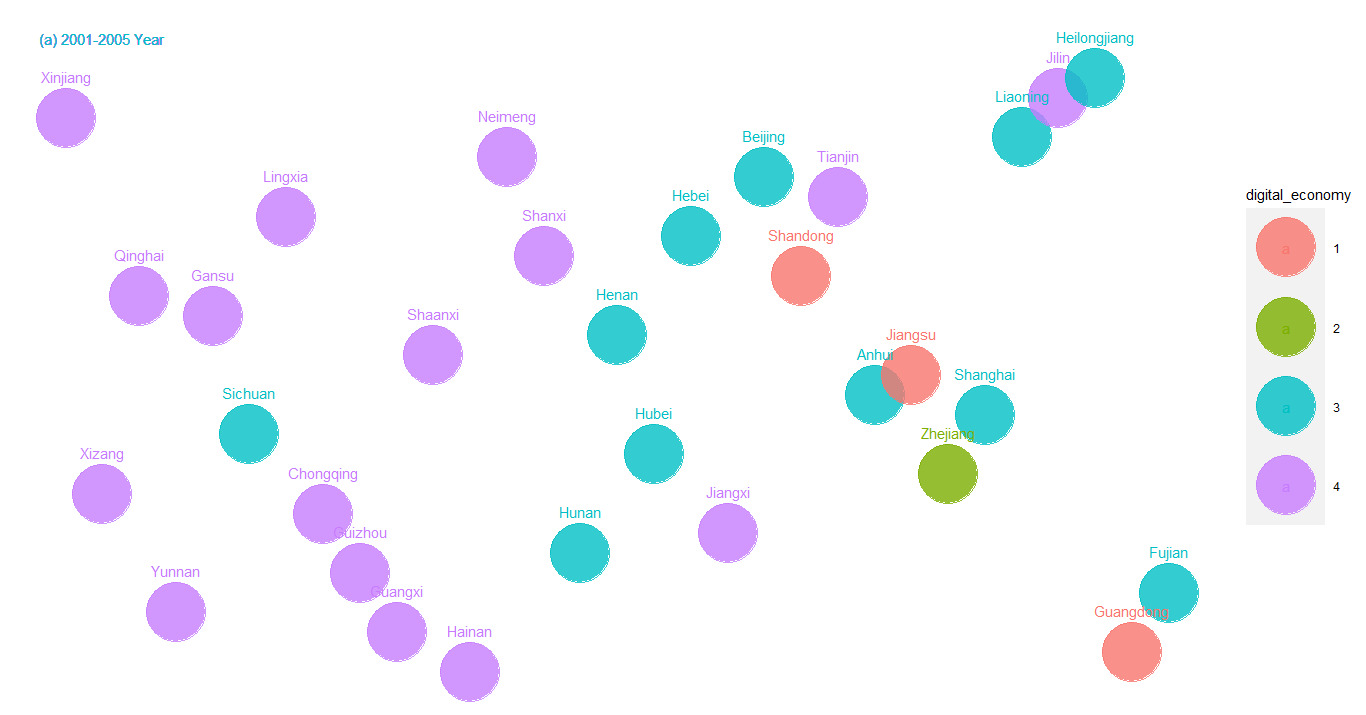 (a) 2001-2005 Year
Heilongjiang
Jilin
Xinjiang
Liaoning
Neimeng
Beijing
Tianjin
Lingxia
Hebei
digital_economy
Shanxi
Shandong
a 1
Qinghai
Gansu
Henan
Shaanxi
Jiangsu
a 2
Anhui
Shanghai
Sichuan
Hubei
a 3
Zhejiang
Xizang
Chongqing
Jiangxi
a 4
Hunan
Guizhou
Fujian
Yunnan
Guangxi
Guangdong
Hainan